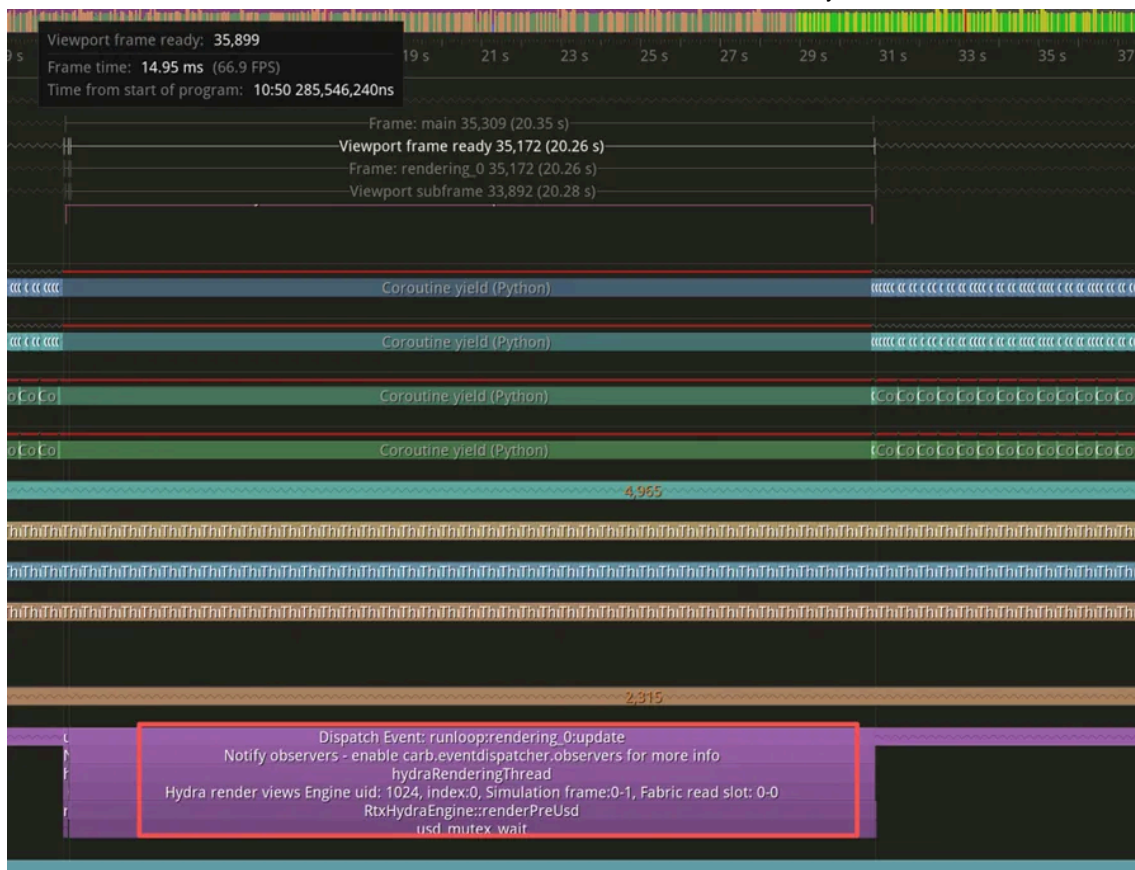 Viewport frame ready: 35,899
Frame time: 14.95 ms (66.9 FPS)
Time from start of program: 10:50 285,546,240ns
19 s 21 s 23 s 25 s 27 s 29 s 31 s 33 s 35 s 37
Frame: main 35,309 (20.35 s)
Viewport frame ready 35,172 (20.26 s)
Frame: rendering_0 35,172 (20.26 s)
Viewport subframe 33,892 (20.28 s)
Coroutine yield (Python)
Coroutine yield (Python)
Coroutine yield (Python)
Coroutine yield (Python)
4,965
2,315
Dispatch Event: runloop:rendering_0:update
Notify observers - enable carb.eventdispatcher.observers for more info
hydraRenderingThread
Hydra render views Engine uid: 1024, index:0, Simulation frame:0-1, Fabric read slot: 0-0
RtxHydraEngine::renderPreUsd
usd_mutex_wait